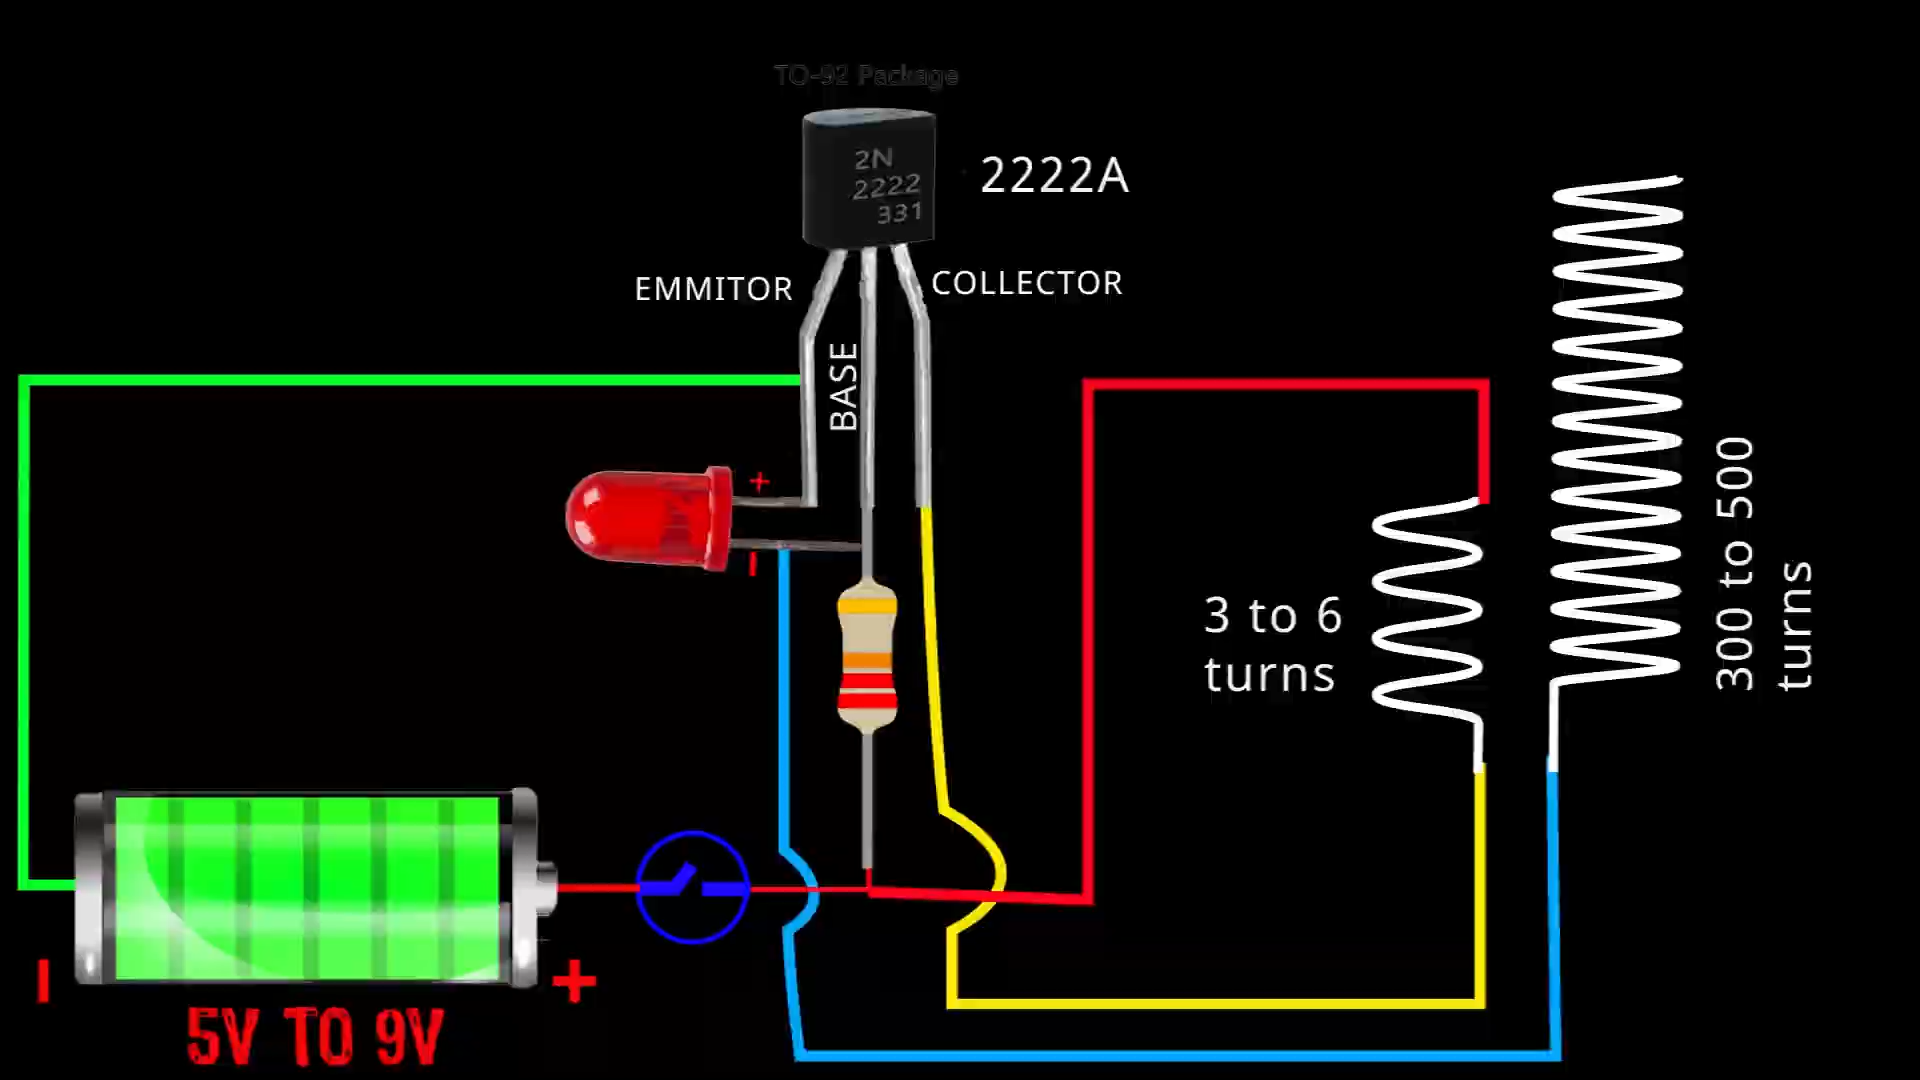 TO-92 Package
2N
2222
331
2222A
EMMITOR
COLLECTOR
BASE
+
-
3 to 6
turns
300 to 500
turns
-
+
5V TO 9V